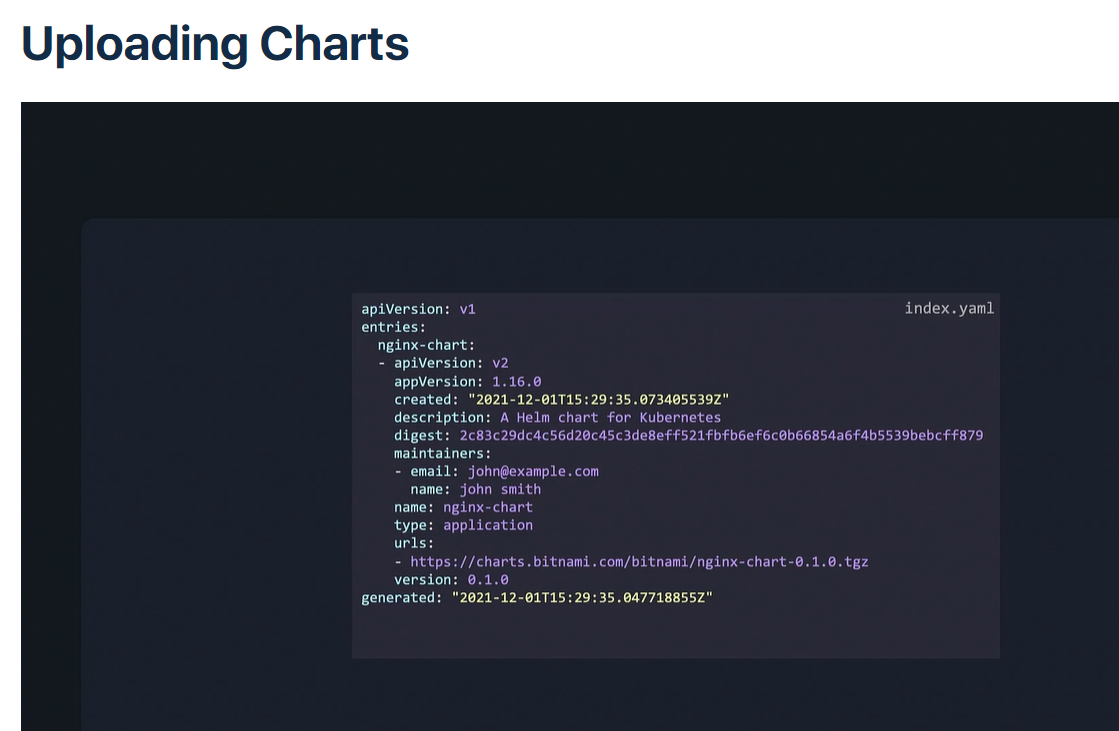 Uploading Charts
index.yaml
apiVersion: v1
entries:
  nginx-chart:
  - apiVersion: v2
    appVersion: 1.16.0
    created: "2021-12-01T15:29:35.073405539Z"
    description: A Helm chart for Kubernetes
    digest: 2c83c29dc4c56d20c45c3de8eff521fbfb6ef6c0b66854a6f4b5539bebcff879
    maintainers:
    - email: john@example.com
      name: john smith
    name: nginx-chart
    type: application
    urls:
    - https://charts.bitnami.com/bitnami/nginx-chart-0.1.0.tgz
    version: 0.1.0
generated: "2021-12-01T15:29:35.047718855Z"